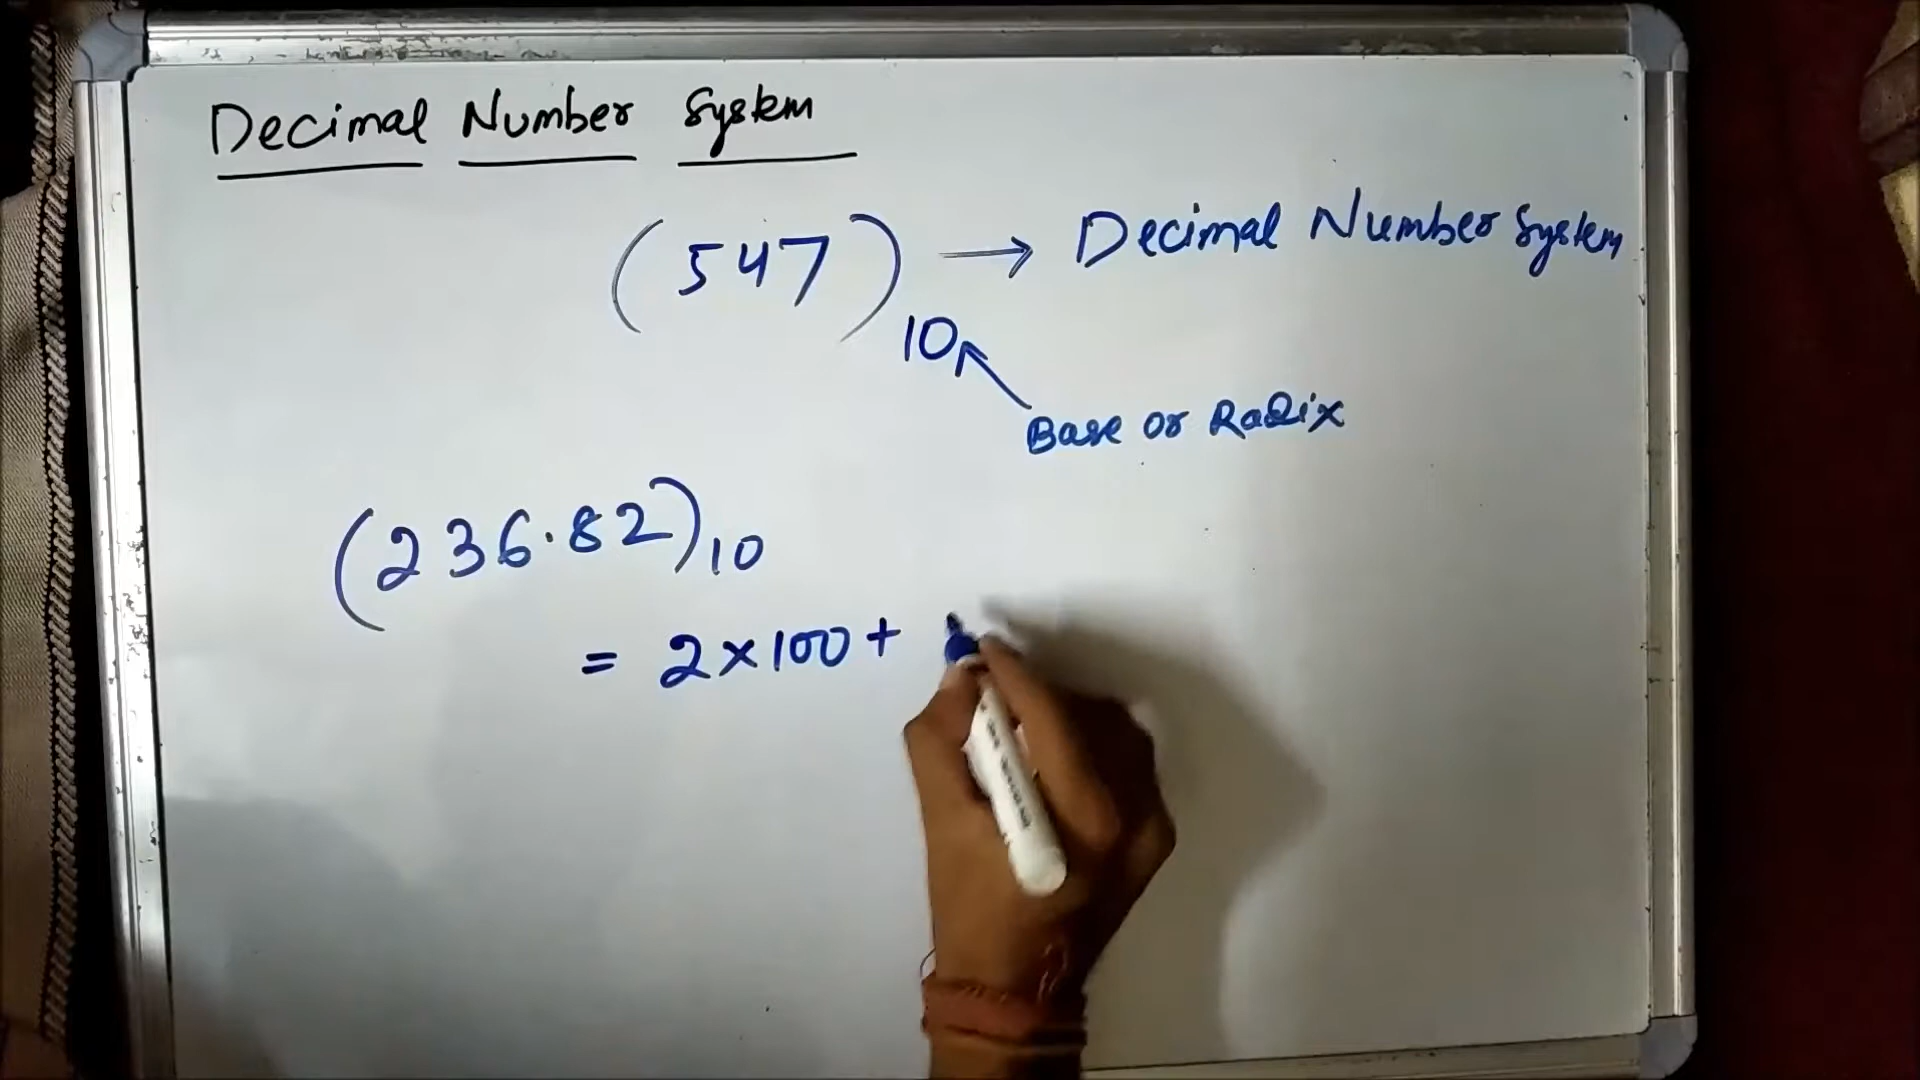 Decimal Number System
(547)10 → Decimal Number System
Base or Radix
(236.82)10
= 2×100+